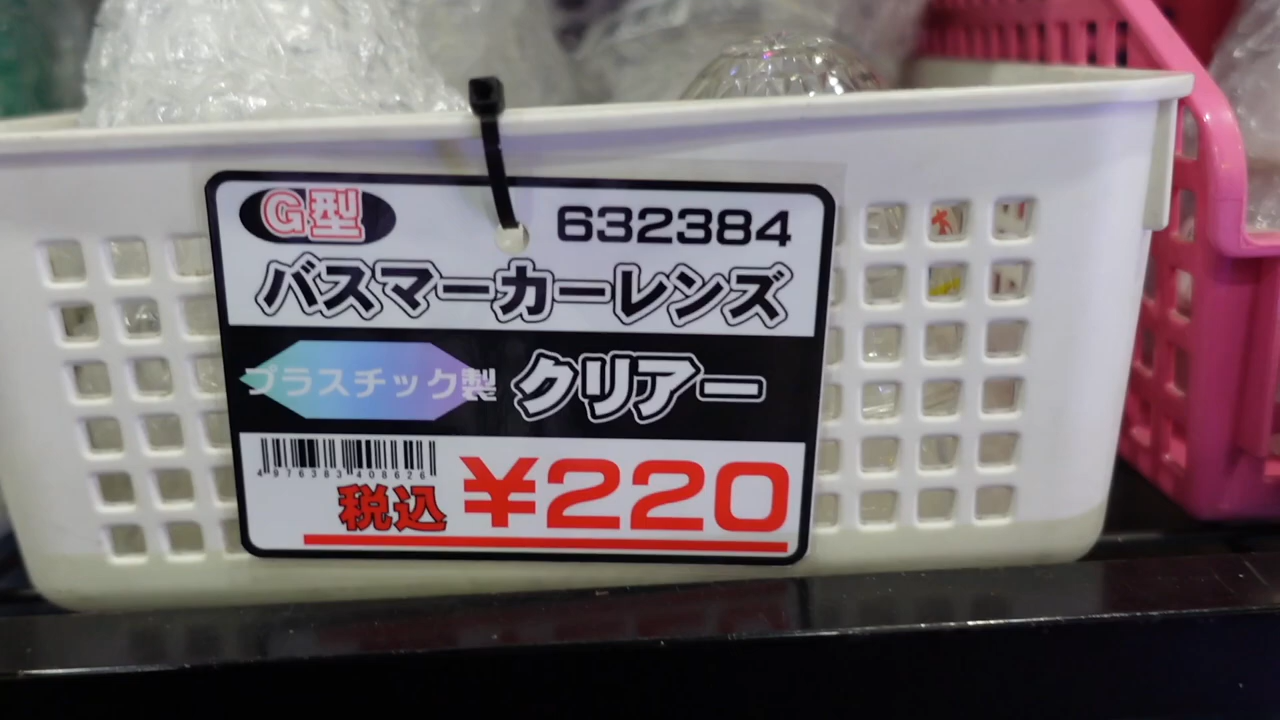 G型
632384
バスマーカーレンズ
プラスチック製 クリアー
4976383408626
税込 ¥220